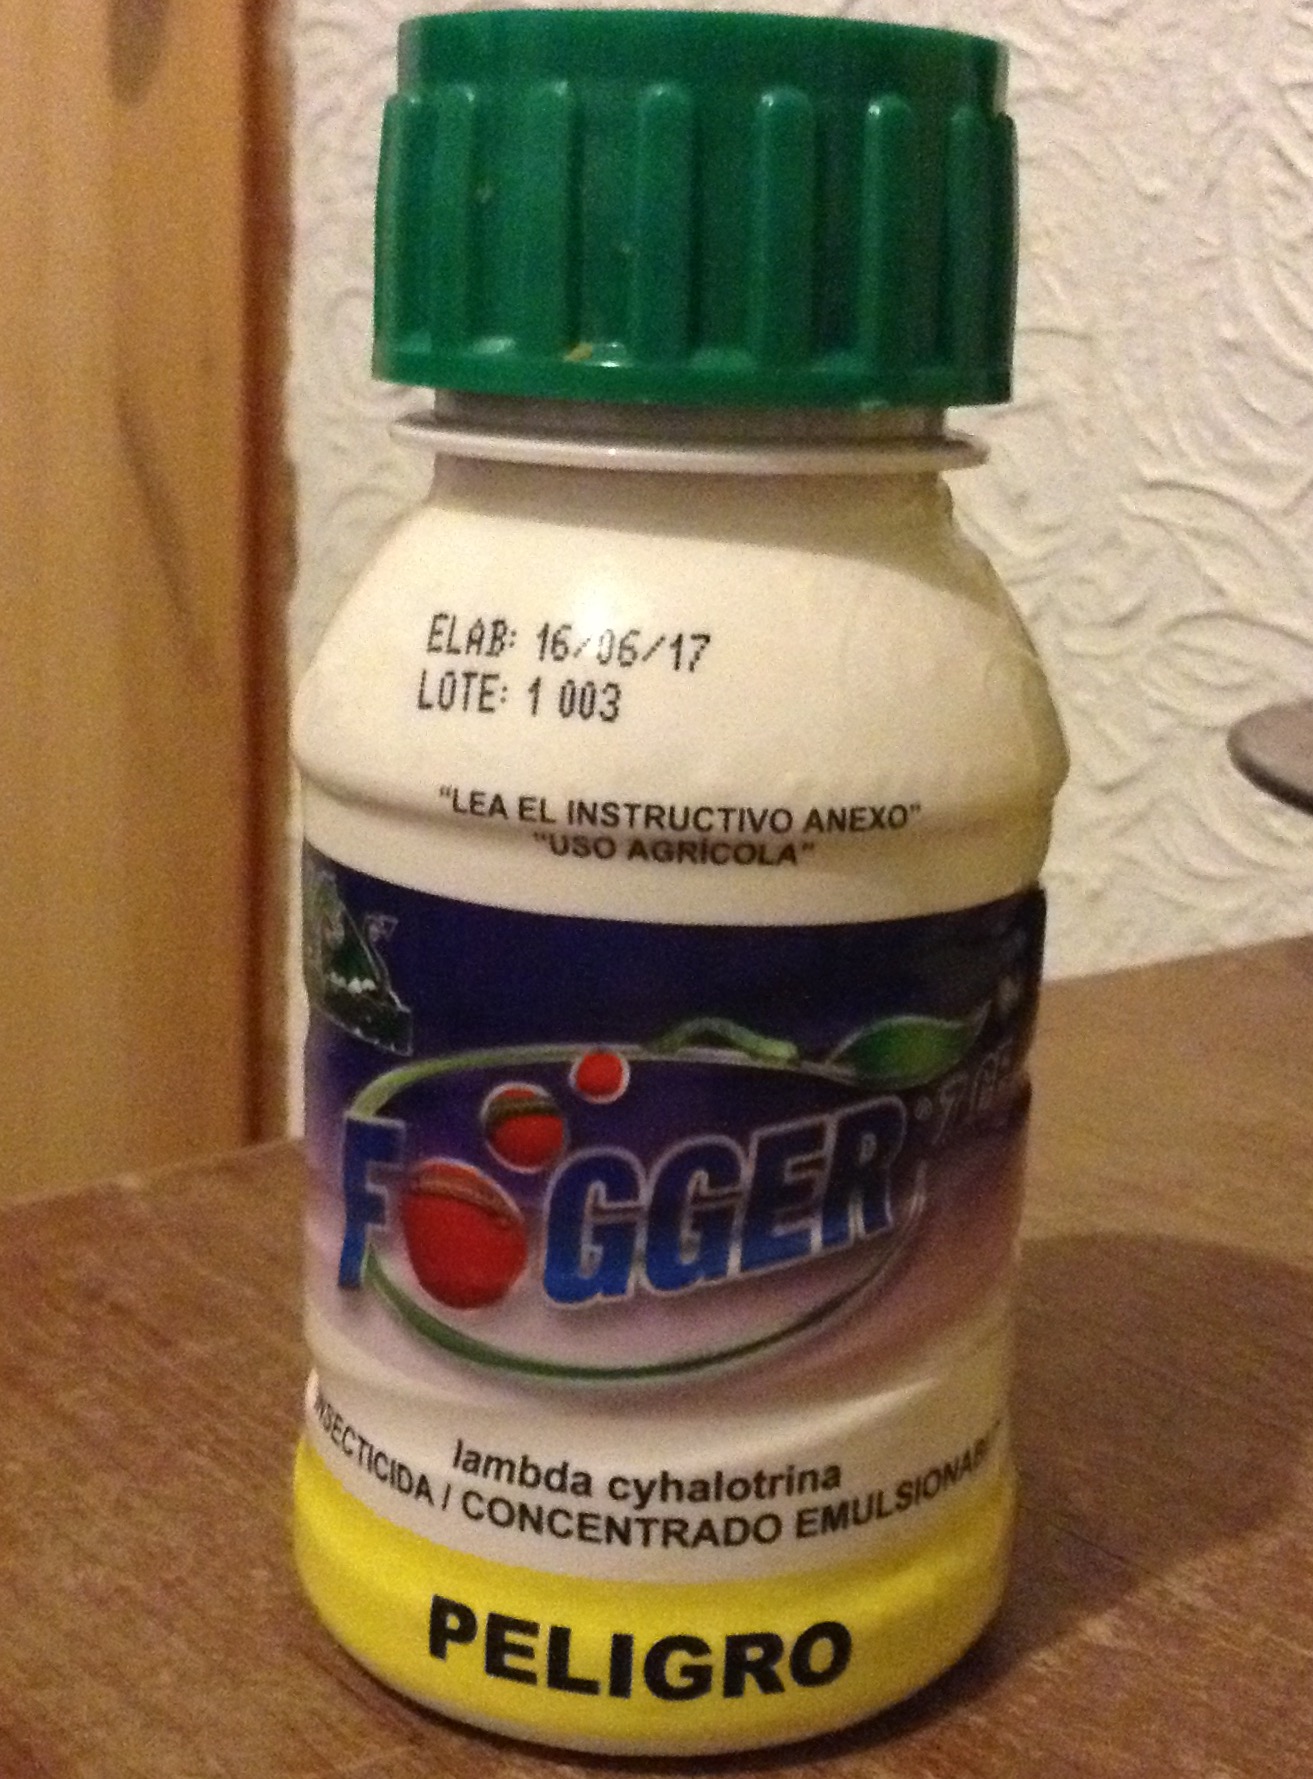 ELAB: 16/06/17
LOTE: 1 003
"LEA EL INSTRUCTIVO ANEXO"
"USO AGRÍCOLA"
FOGGER
lambda cyhalotrina
INSECTICIDA / CONCENTRADO EMULSIONAB
PELIGRO